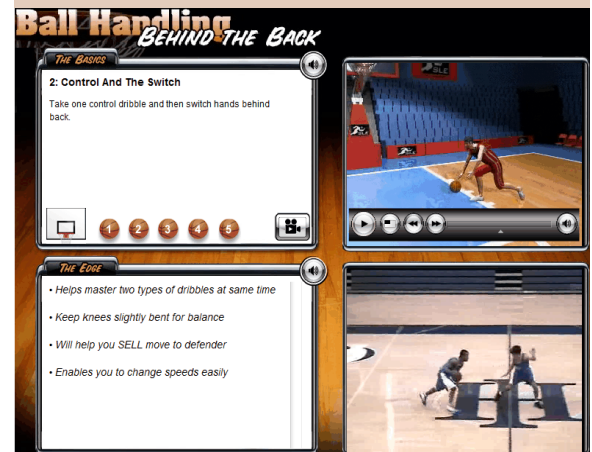 Ball Handling
BEHIND THE BACK
THE BASICS
2: Control And The Switch
Take one control dribble and then switch hands behind
back.
1 2 3 4 5
THE EDGE
• Helps master two types of dribbles at same time
• Keep knees slightly bent for balance
• Will help you SELL move to defender
• Enables you to change speeds easily